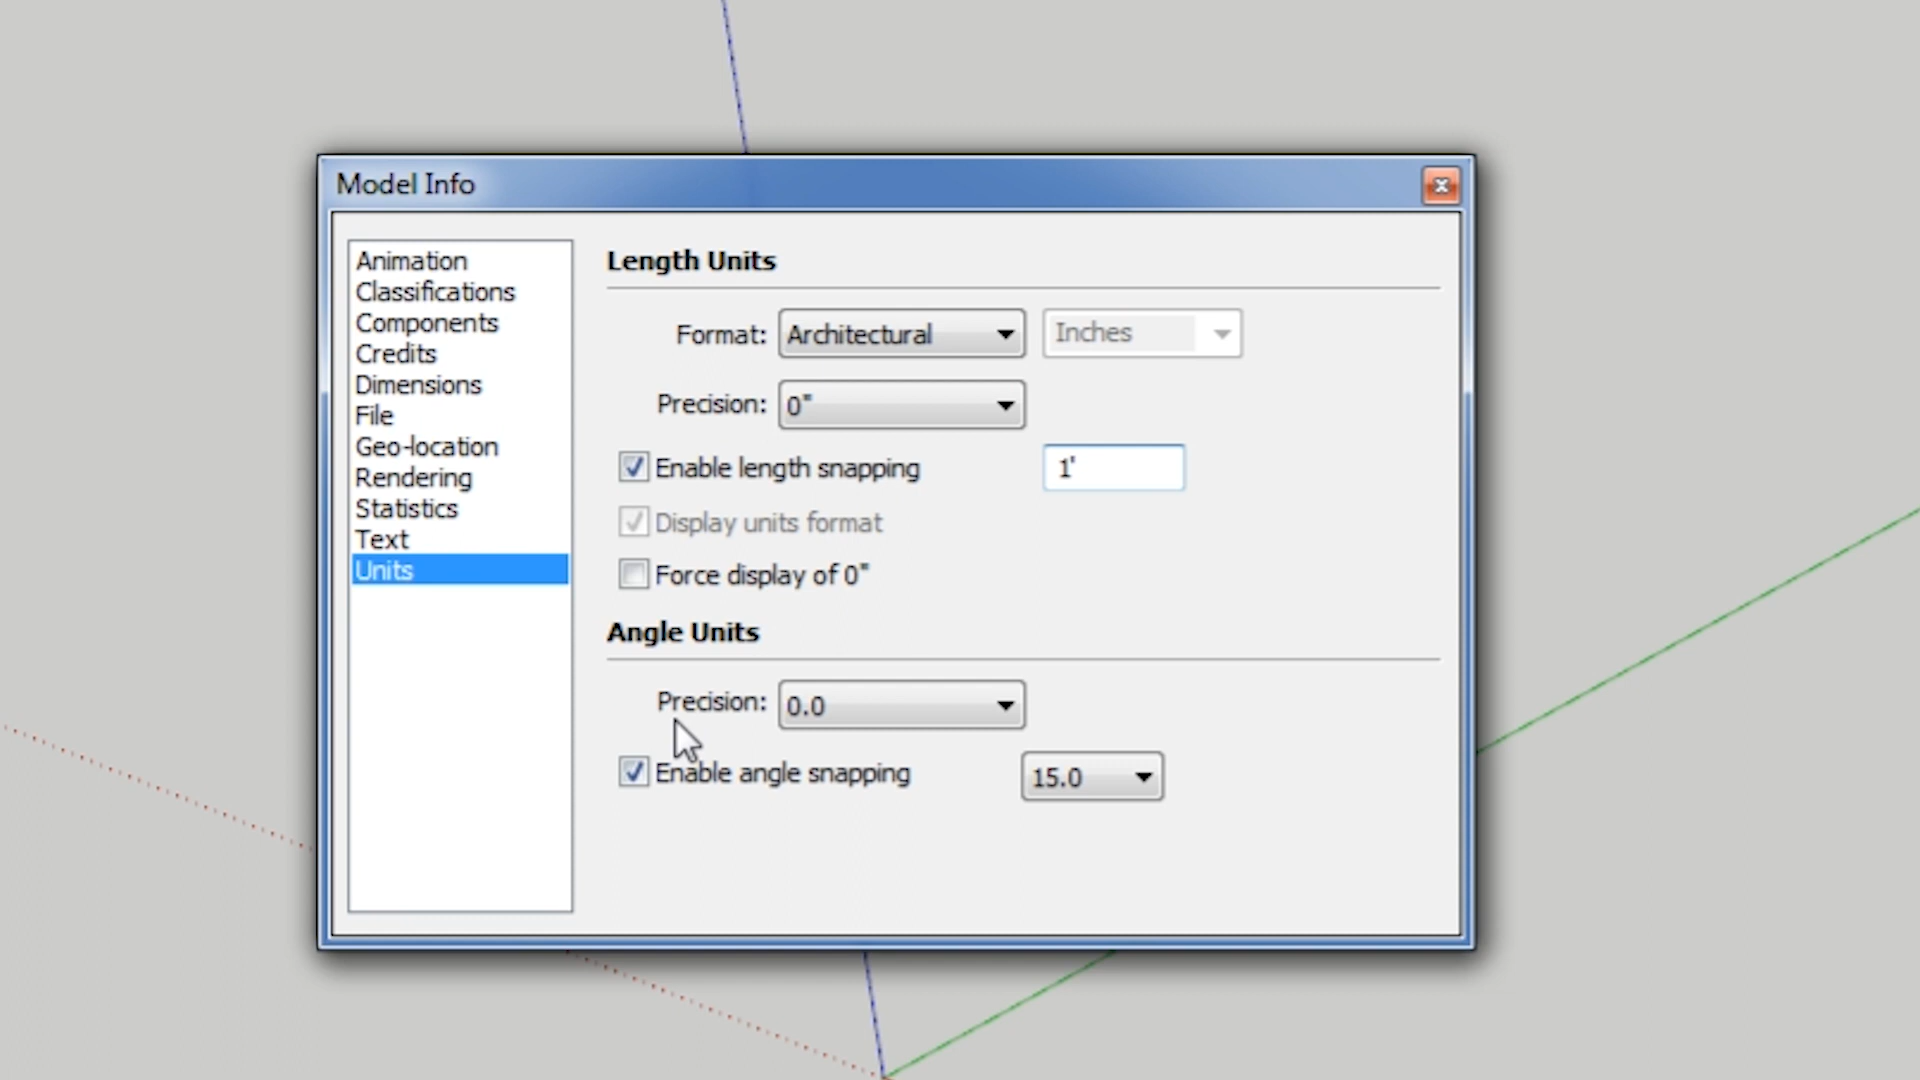 Model Info
Animation
Classifications
Components
Credits
Dimensions
File
Geo-location
Rendering
Statistics
Text
Units
Length Units
Format: Architectural Inches
Precision: 0"
Enable length snapping 1'
Display units format
Force display of 0"
Angle Units
Precision: 0.0
Enable angle snapping 15.0